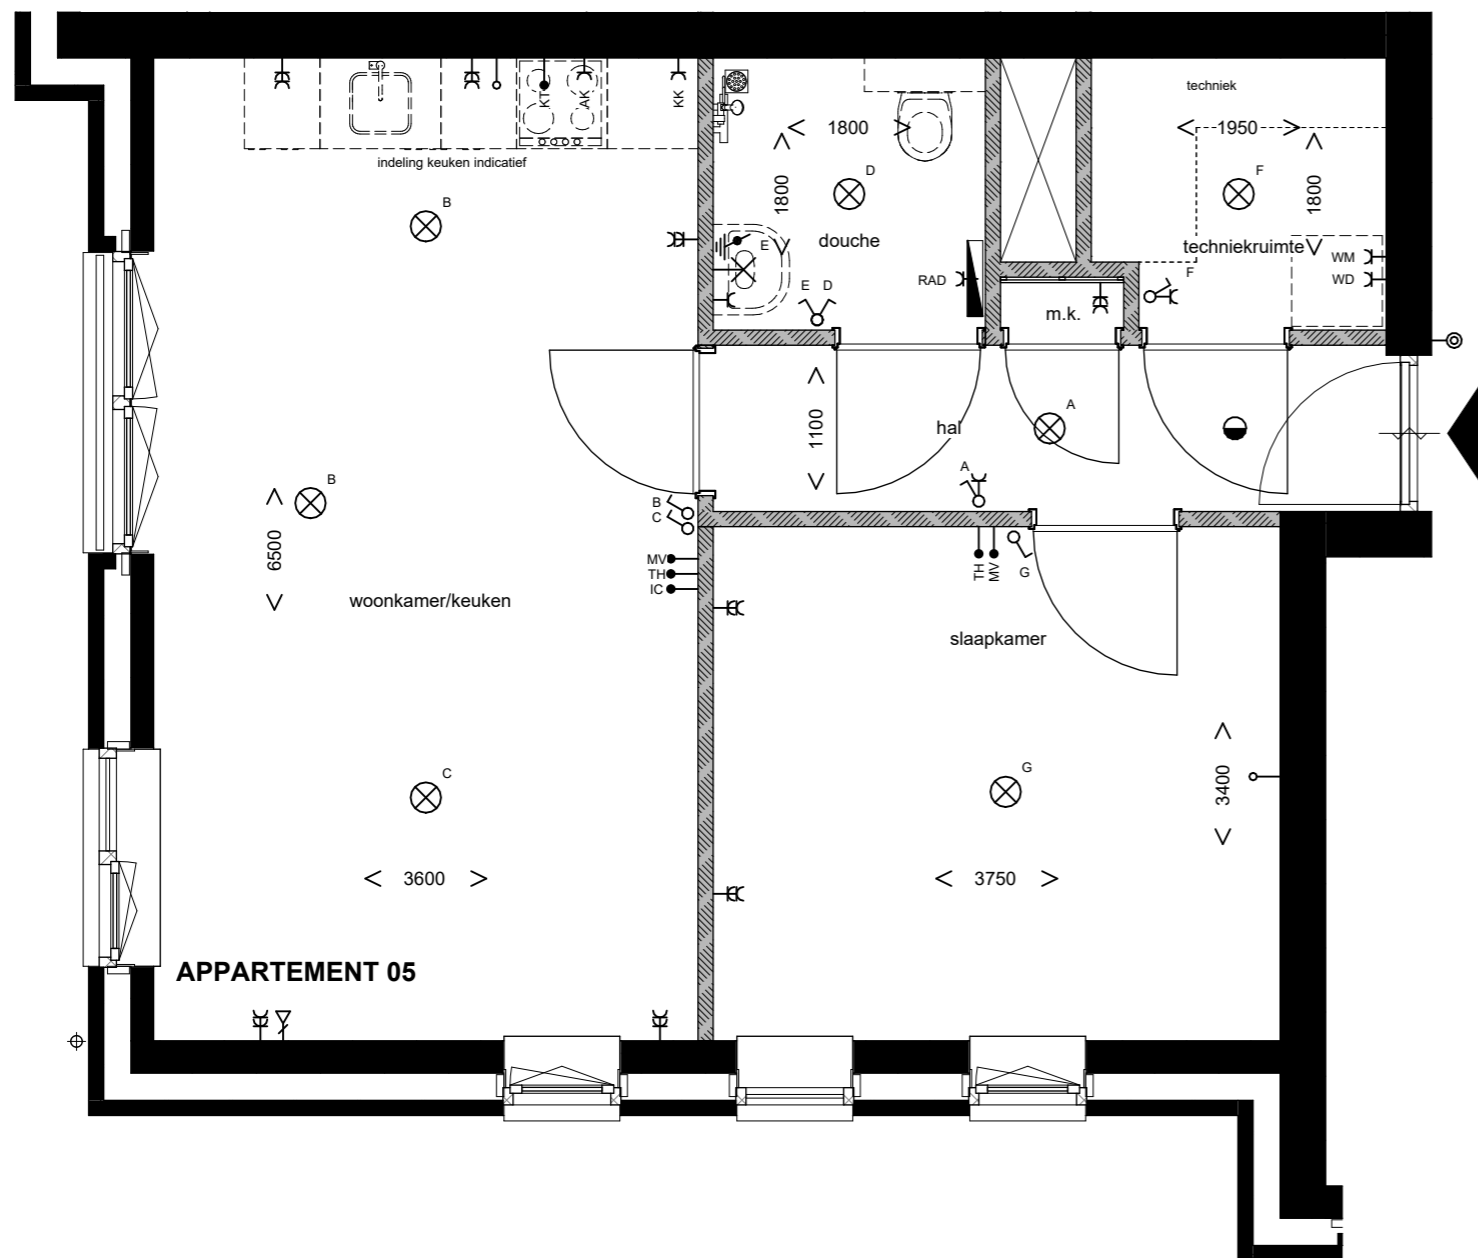 techniek
KT
AK
KK
1800
1950
indeling keuken indicatief
1800
D
F
1800
B
E
douche
techniekruimte
WM
WD
RAD
E D
F
m.k.
1100
hal
A
A
B
B
C
6500
MV
TH
IC
TH
MV
G
woonkamer/keuken
slaapkamer
C
G
3400
3600
3750
APPARTEMENT 05